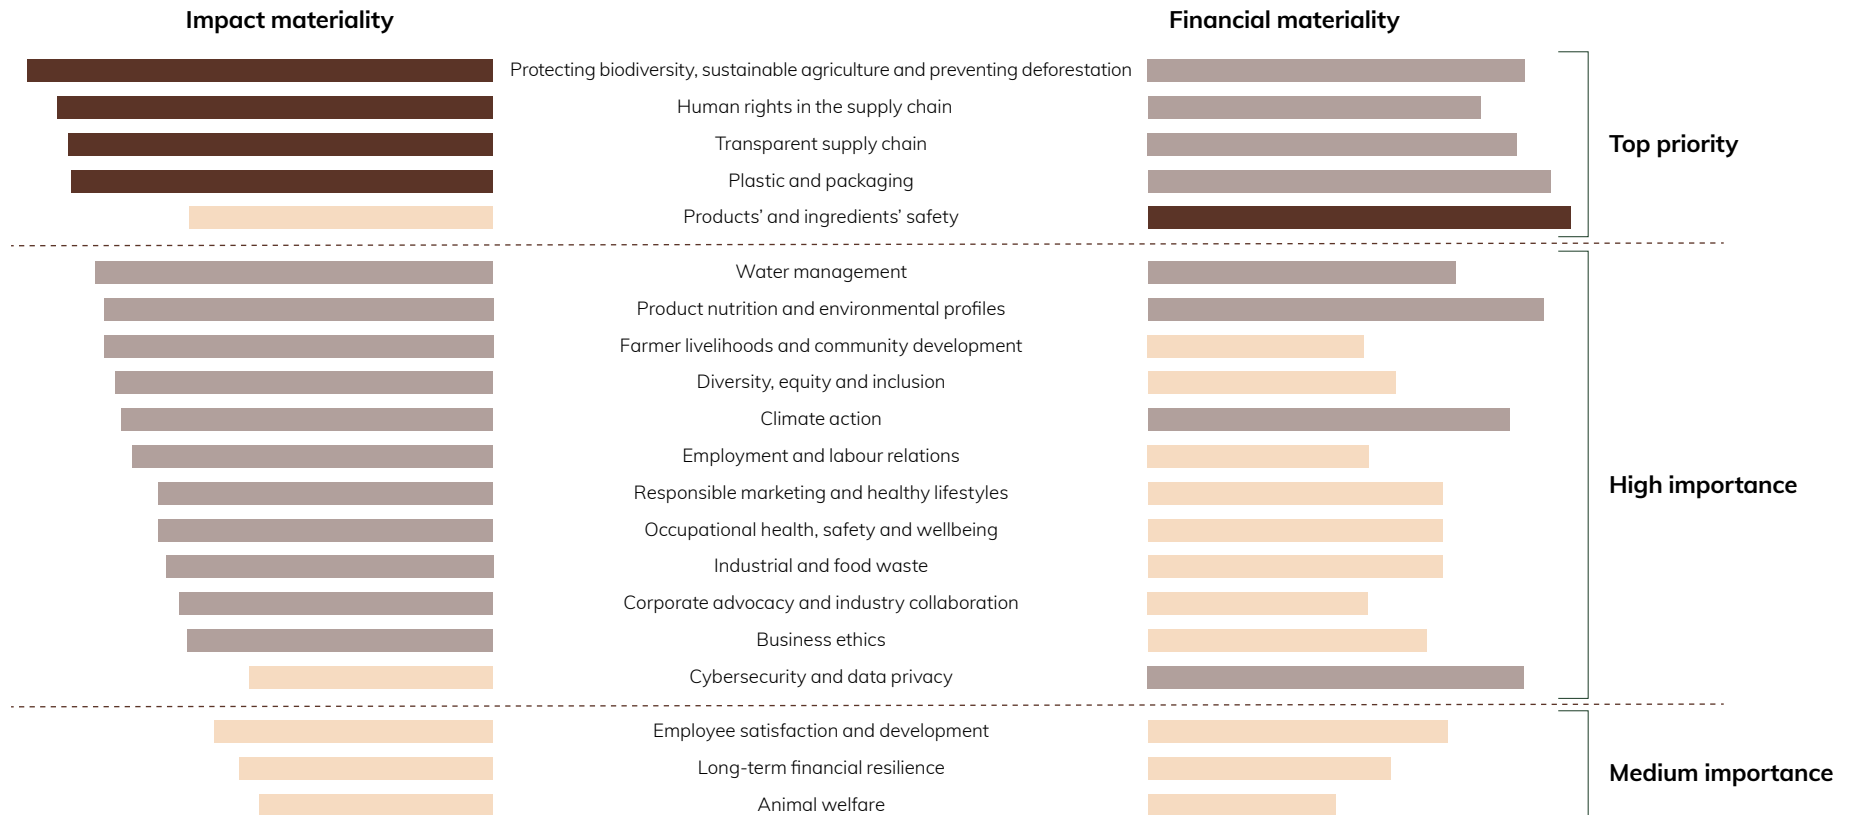 Impact materiality
Financial materiality
Protecting biodiversity, sustainable agriculture and preventing deforestation
Human rights in the supply chain
Transparent supply chain
Plastic and packaging
Products’ and ingredients’ safety
Top priority
Water management
Product nutrition and environmental profiles
Farmer livelihoods and community development
Diversity, equity and inclusion
Climate action
Employment and labour relations
Responsible marketing and healthy lifestyles
Occupational health, safety and wellbeing
Industrial and food waste
Corporate advocacy and industry collaboration
Business ethics
Cybersecurity and data privacy
High importance
Employee satisfaction and development
Long-term financial resilience
Animal welfare
Medium importance